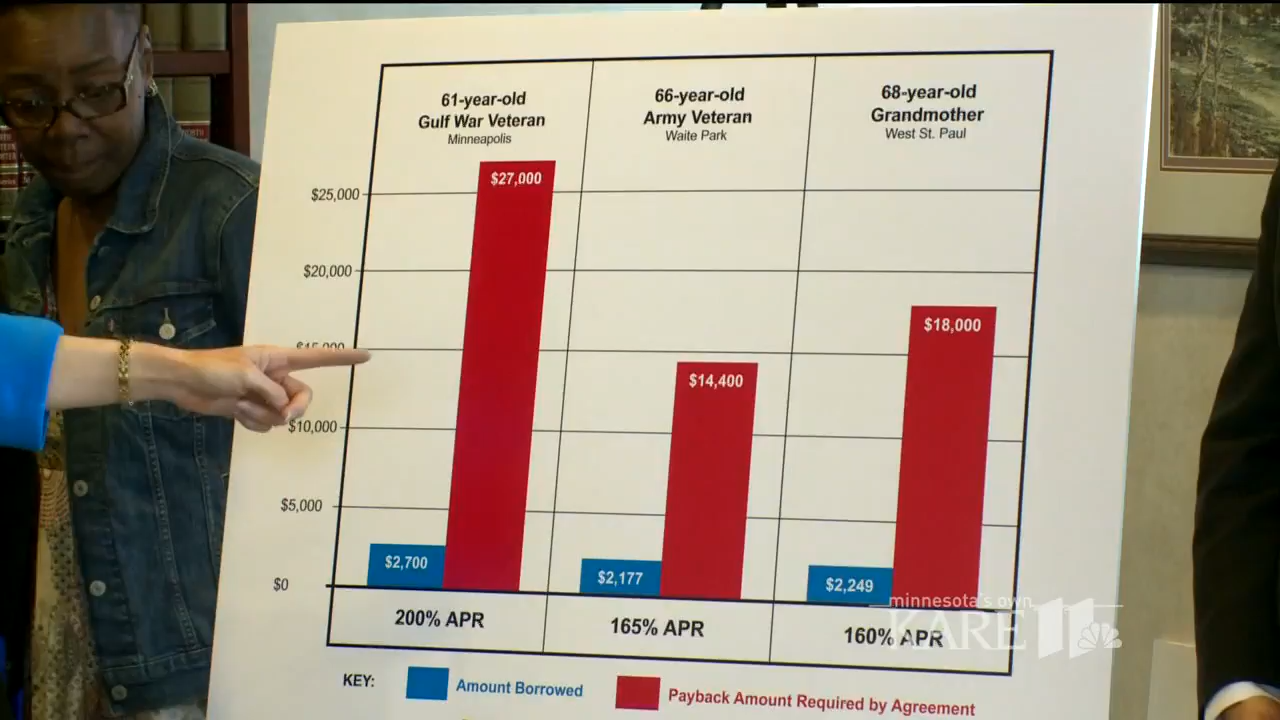 61-year-old
Gulf War Veteran
Minneapolis
66-year-old
Army Veteran
Waite Park
68-year-old
Grandmother
West St. Paul
$25,000
$20,000
$15,000
$10,000
$5,000
$0
$27,000
$14,400
$18,000
$2,700
$2,177
$2,249
200% APR
165% APR
160% APR
KEY:
Amount Borrowed
Payback Amount Required by Agreement
minnesota's own
KARE 11